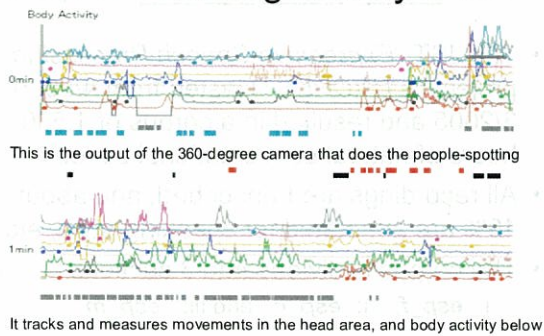 Body Activity
0min
This is the output of the 360-degree camera that does the people-spotting
1min
It tracks and measures movements in the head area, and body activity below